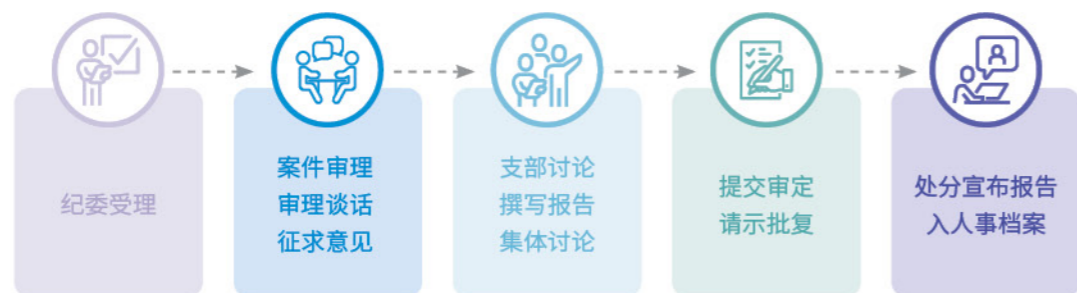 纪委受理
案件审理
审理谈话
征求意见
支部讨论
撰写报告
集体讨论
提交审定
请示批复
处分宣布报告
入人事档案